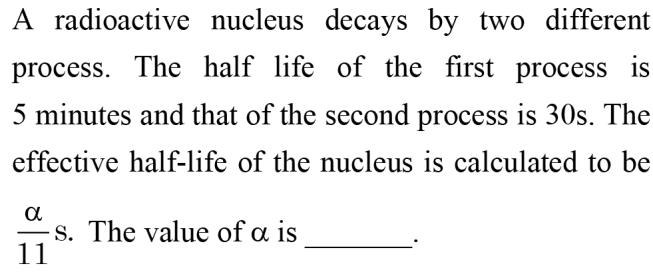 A radioactive nucleus decays by two different
process. The half life of the first process is
5 minutes and that of the second process is 30s. The
effective half-life of the nucleus is calculated to be
α/11 s. The value of α is ________.